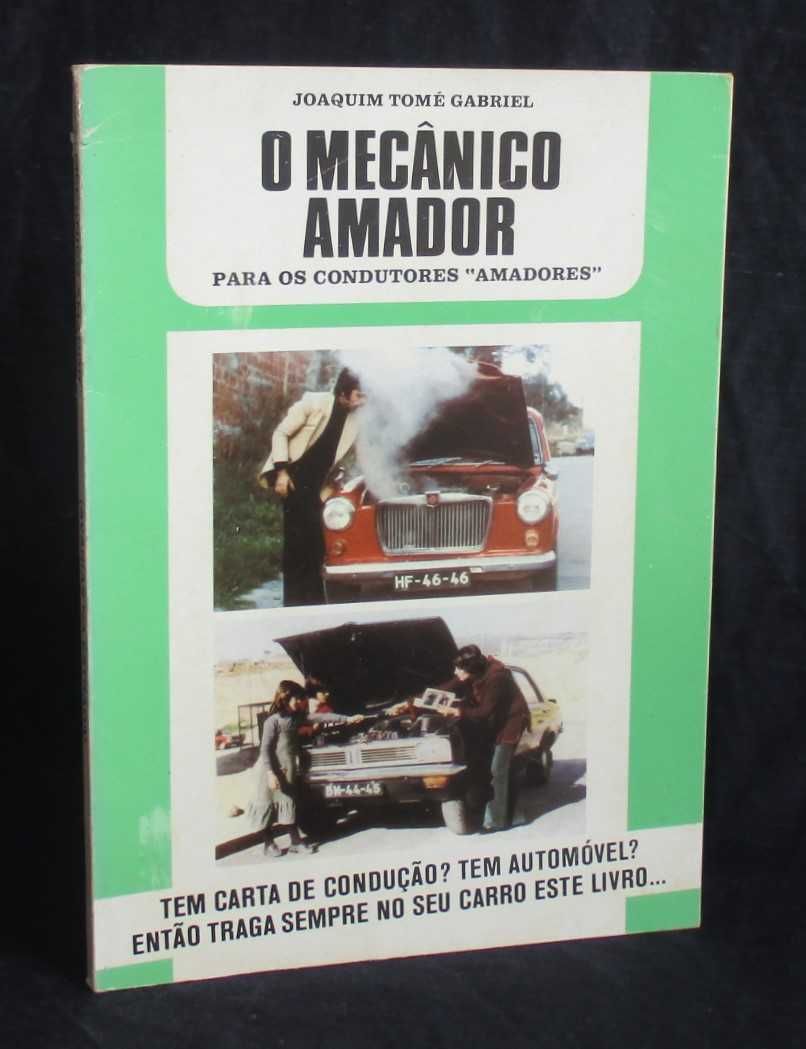 JOAQUIM TOMÉ GABRIEL
O MECÂNICO
AMADOR
PARA OS CONDUTORES "AMADORES"
HF-46-46
BH-44-45
TEM CARTA DE CONDUÇÃO? TEM AUTOMÓVEL?
ENTÃO TRAGA SEMPRE NO SEU CARRO ESTE LIVRO...